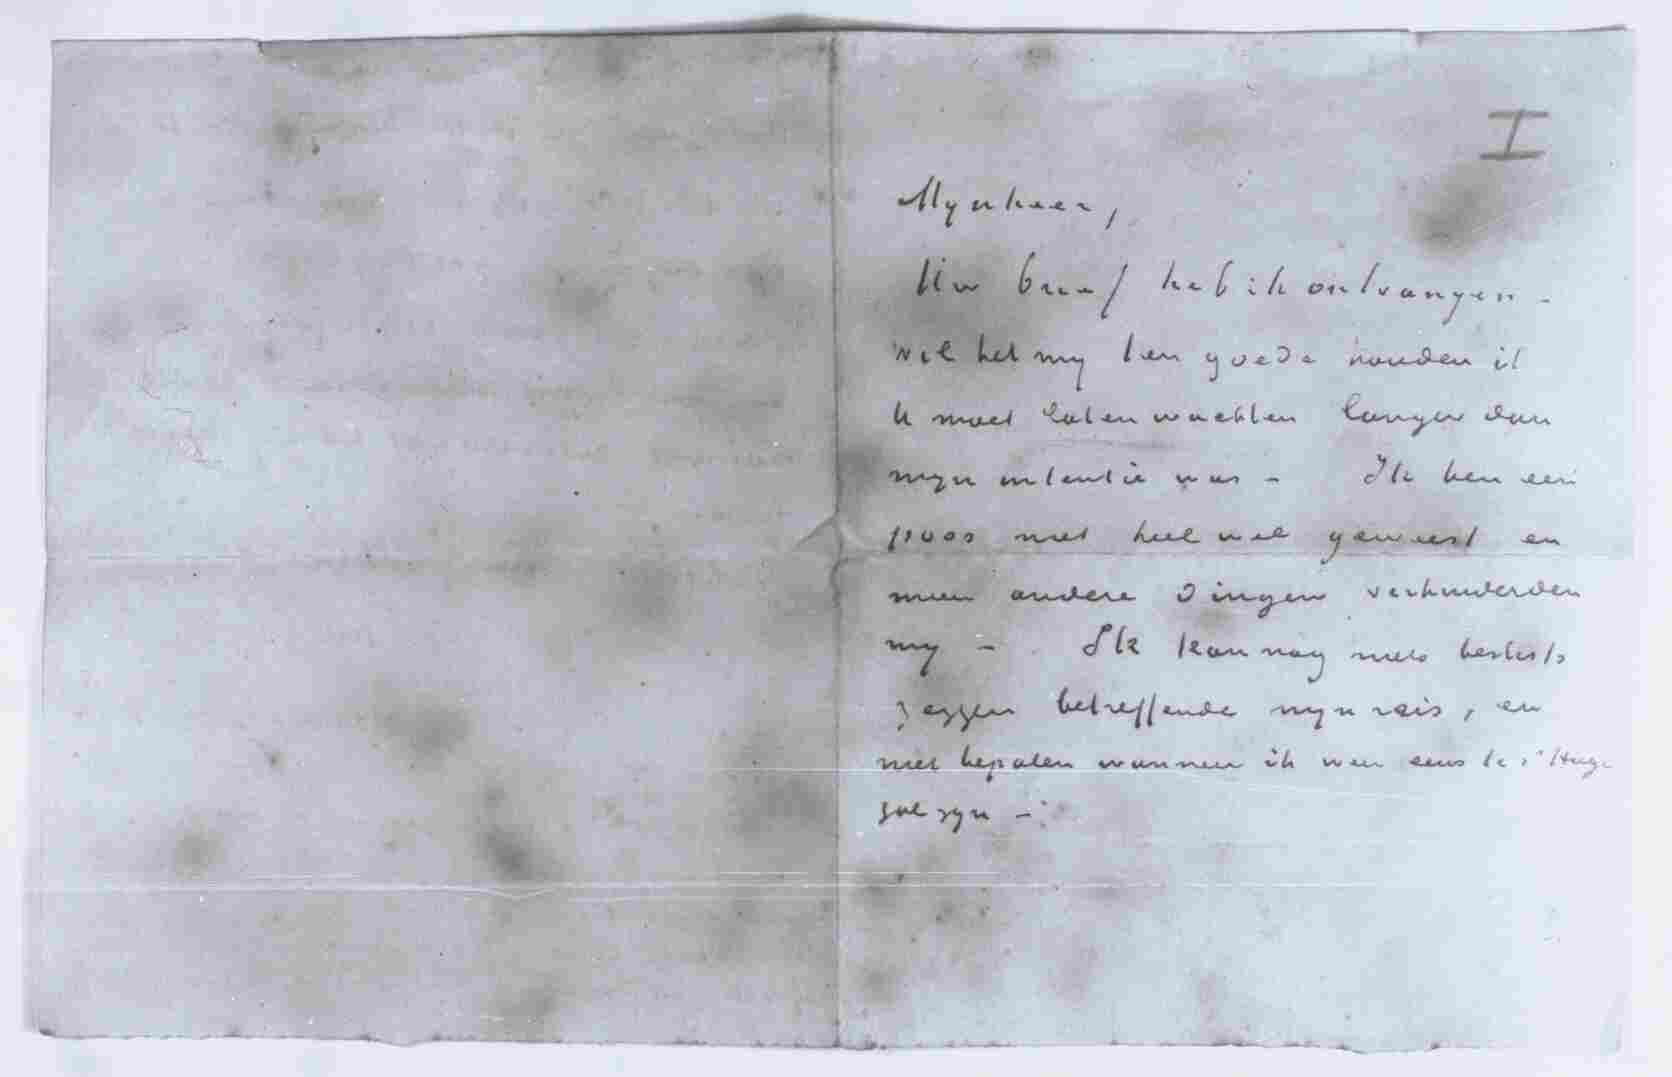 I
Mynheer,
Uw brief heb ik ontvangen –
wil het my ten goede houden ik
U moet laten wachten langer dan
myn intentie was – Ik ben een
poos niet heel wel geweest en
meer andere dingen verhinderden
my – Ik kan nog niets beslists
zeggen betreffende myn reis, en
niet bepalen wanneer ik weer eens te s' Hage
zal zyn –